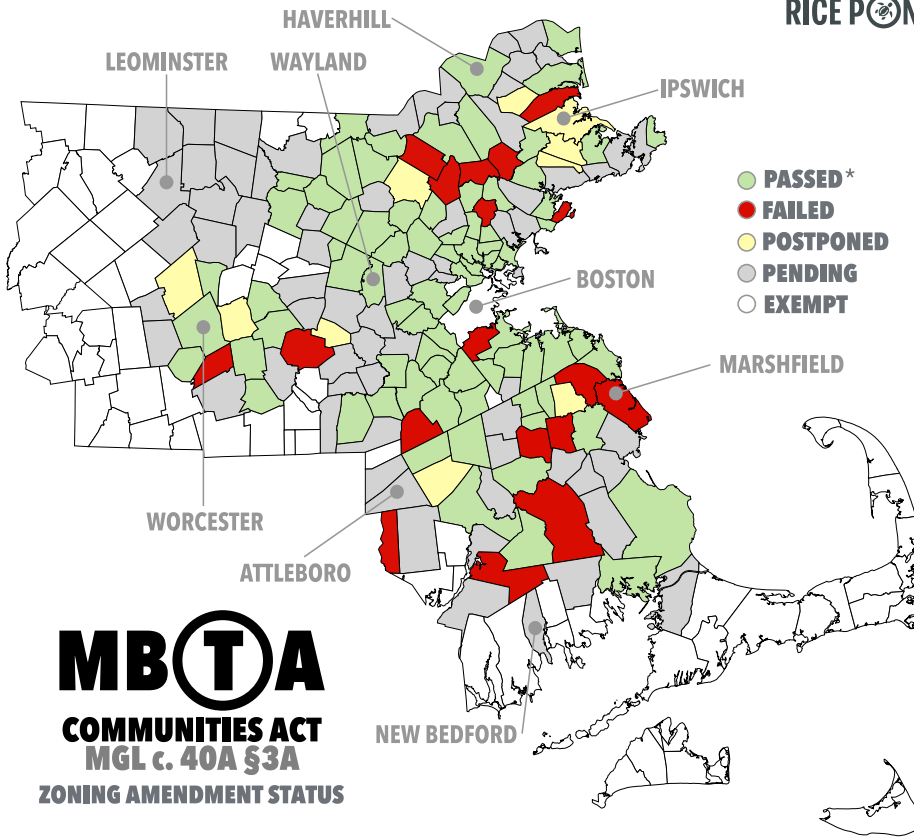 RICE P🐢N
HAVERHILL
LEOMINSTER
WAYLAND
IPSWICH
PASSED*
FAILED
POSTPONED
PENDING
EXEMPT
BOSTON
MARSHFIELD
WORCESTER
ATTLEBORO
NEW BEDFORD
MBTA
COMMUNITIES ACT
MGL c. 40A §3A
ZONING AMENDMENT STATUS